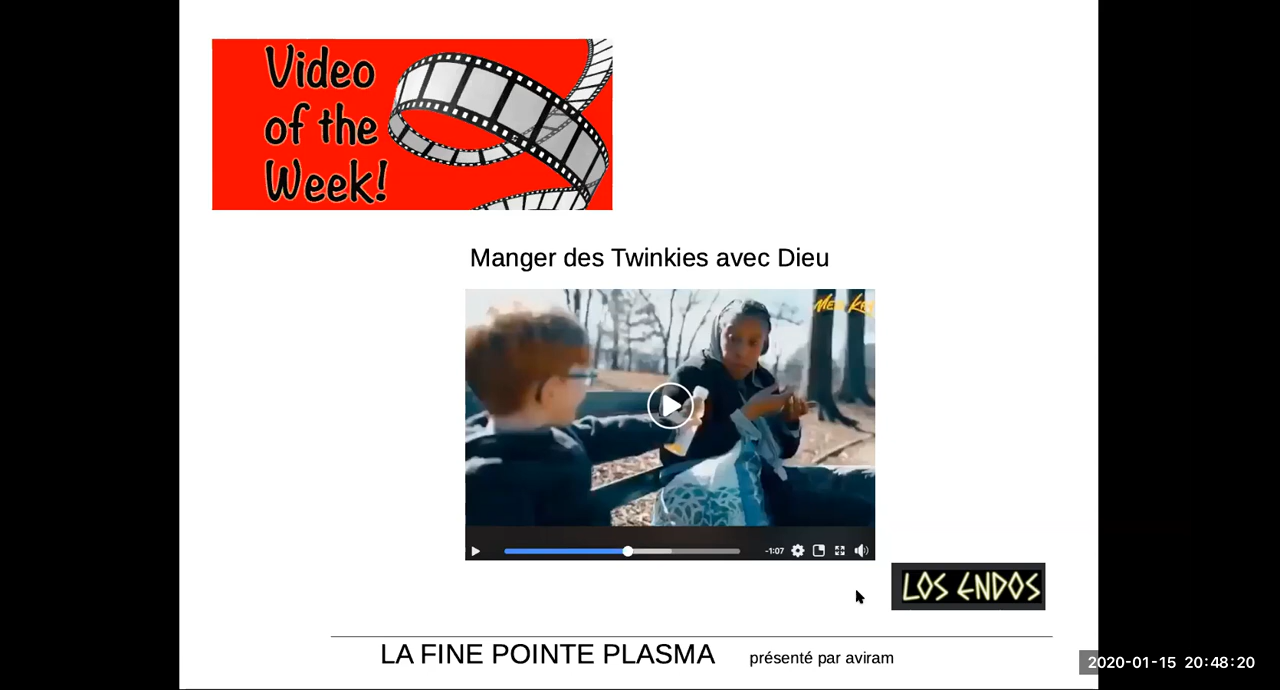 Video
of the
Week!
Manger des Twinkies avec Dieu
-1:07
LOS ENDOS
LA FINE POINTE PLASMA
présenté par aviram
2020-01-15 20:48:20